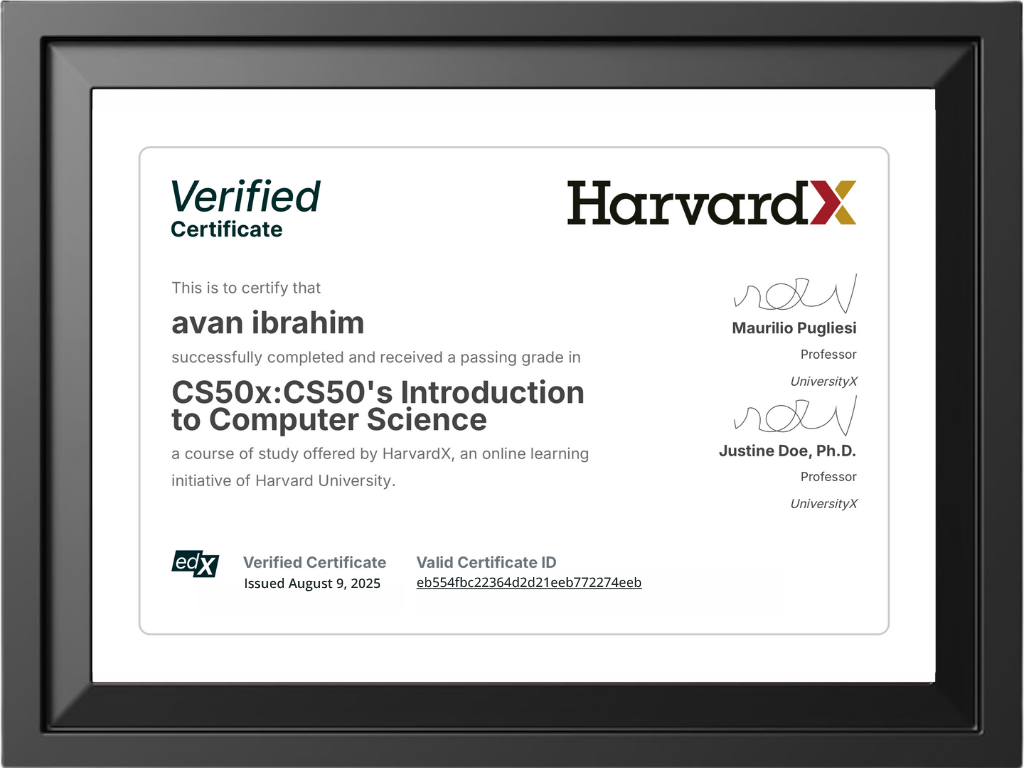 Verified
Certificate
HarvardX
This is to certify that
avan ibrahim
successfully completed and received a passing grade in
CS50x:CS50's Introduction
to Computer Science
a course of study offered by HarvardX, an online learning
initiative of Harvard University.
Maurilio Pugliesi
Professor
UniversityX
Justine Doe, Ph.D.
Professor
UniversityX
edX
Verified Certificate
Issued August 9, 2025
Valid Certificate ID
eb554fbc22364d2d21eeb772274eeb